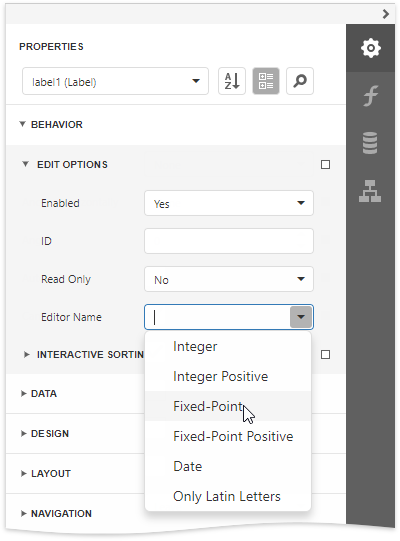 PROPERTIES
label1 (Label)
A
Z
BEHAVIOR
EDIT OPTIONS
Enabled Yes
ID
Read Only No
Editor Name
Integer
INTERACTIVE SORTIN
Integer Positive
DATA
Fixed-Point
DESIGN
Fixed-Point Positive
LAYOUT
Date
NAVIGATION
Only Latin Letters